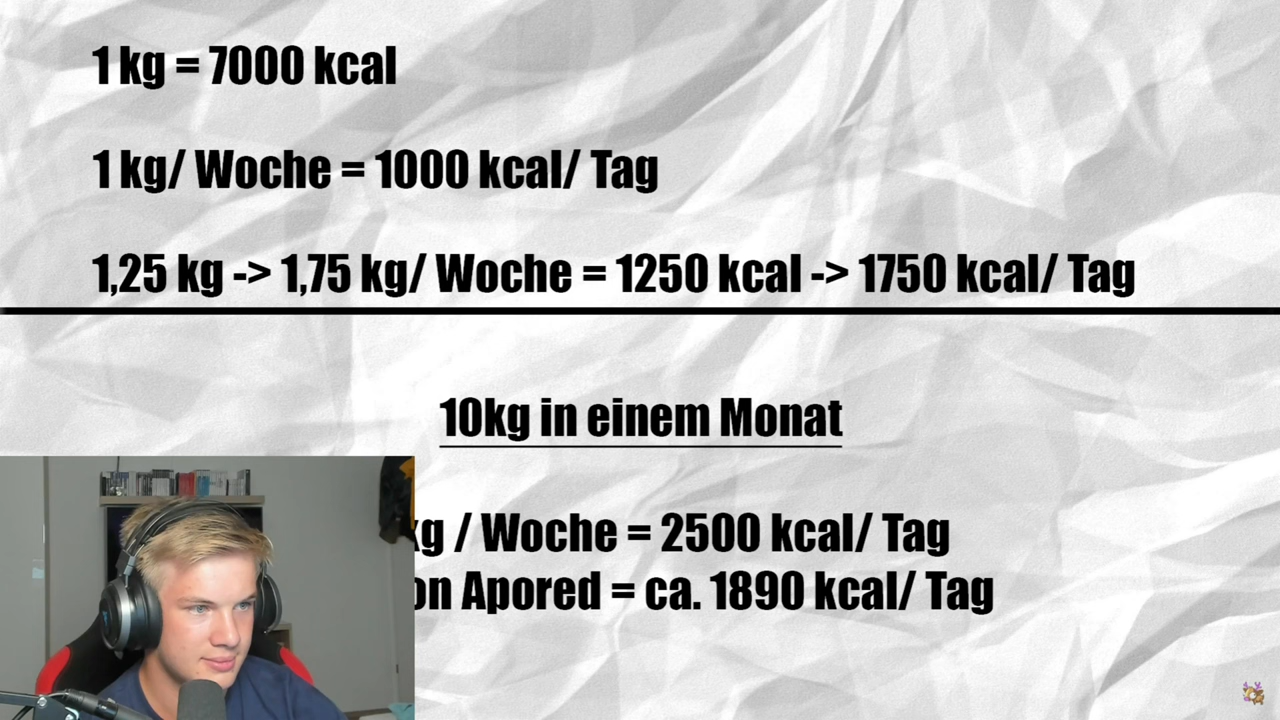 1 kg = 7000 kcal
1 kg/ Woche = 1000 kcal/ Tag
1,25 kg -> 1,75 kg/ Woche = 1250 kcal -> 1750 kcal/ Tag
10kg in einem Monat
kg / Woche = 2500 kcal/ Tag
Apored = ca. 1890 kcal/ Tag